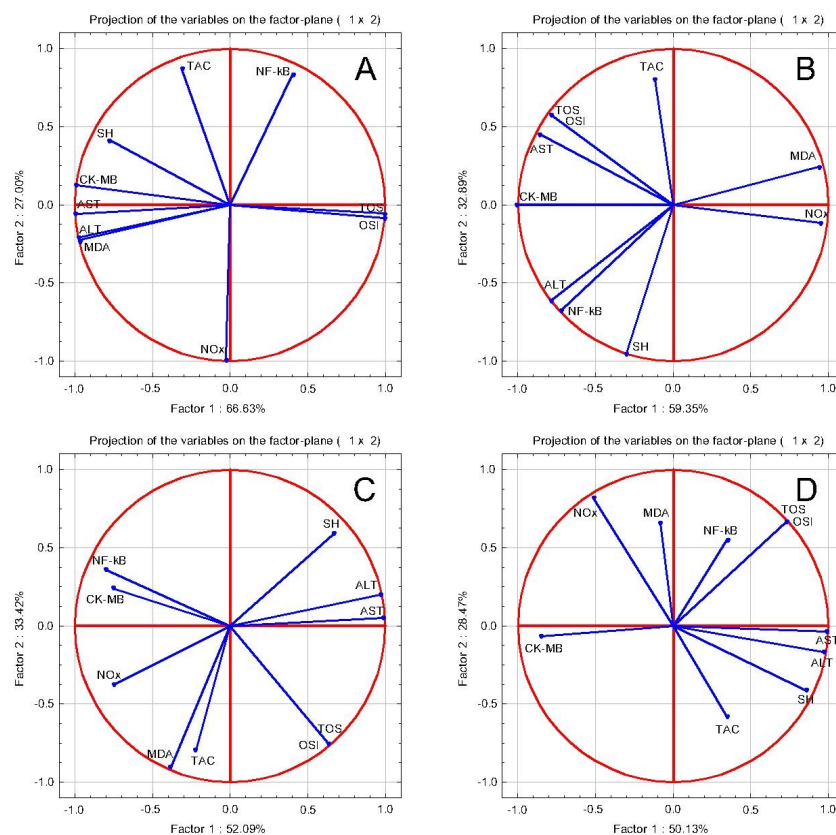 Projection of the variables on the factor-plane ( 1 x 2)
A
1.0
0.5
0.0
-0.5
-1.0
Factor 2 : 27.00%
TAC
NF-kB
SH
CK-MB
AST
ALT
MDA
TOS
OSI
NOx
-1.0 -0.5 0.0 0.5 1.0
Factor 1 : 66.63%
Projection of the variables on the factor-plane ( 1 x 2)
B
1.0
0.5
0.0
-0.5
-1.0
Factor 2 : 32.89%
TAC
TOS
OSI
AST
MDA
CK-MB
NOx
ALT
NF-kB
SH
-1.0 -0.5 0.0 0.5 1.0
Factor 1 : 59.35%
Projection of the variables on the factor-plane ( 1 x 2)
C
1.0
0.5
0.0
-0.5
-1.0
Factor 2 : 33.42%
SH
NF-kB
CK-MB
ALT
AST
NOx
TOS
OSI
MDA
TAC
-1.0 -0.5 0.0 0.5 1.0
Factor 1 : 52.09%
Projection of the variables on the factor-plane ( 1 x 2)
D
1.0
0.5
0.0
-0.5
-1.0
Factor 2 : 28.47%
NOx
MDA
TOS
OSI
NF-kB
CK-MB
AST
ALT
SH
TAC
-1.0 -0.5 0.0 0.5 1.0
Factor 1 : 50.13%